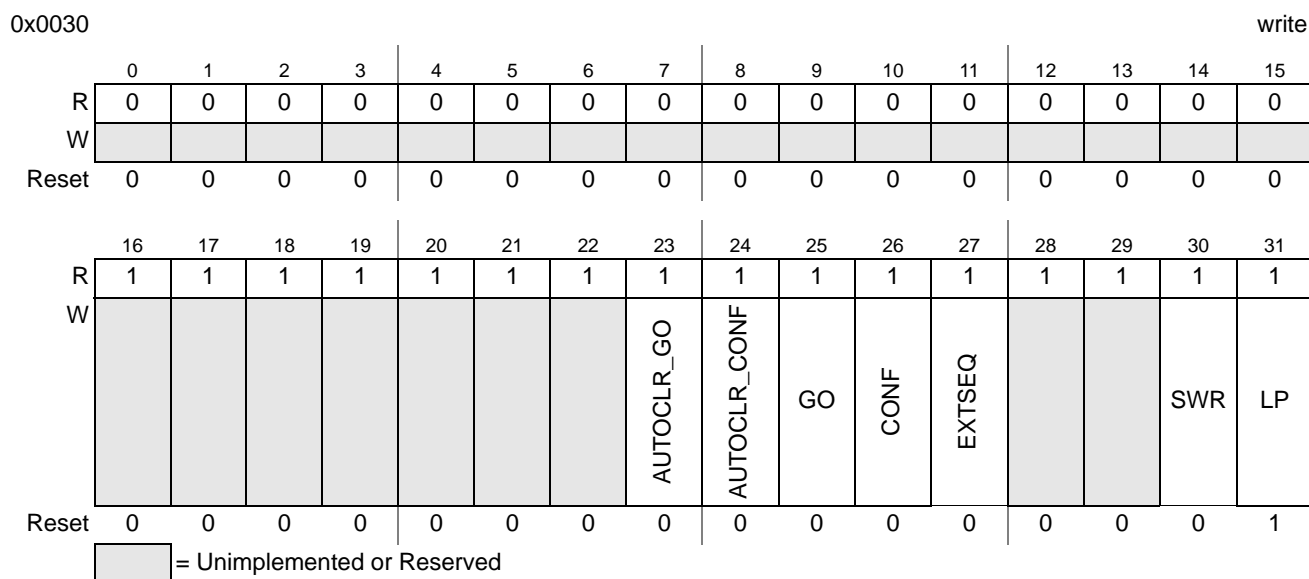 0x0030 write
0 1 2 3 4 5 6 7 8 9 10 11 12 13 14 15
R 0 0 0 0 0 0 0 0 0 0 0 0 0 0 0 0
W
Reset 0 0 0 0 0 0 0 0 0 0 0 0 0 0 0 0
16 17 18 19 20 21 22 23 24 25 26 27 28 29 30 31
R 1 1 1 1 1 1 1 1 1 1 1 1 1 1 1 1
W AUTOCLR_GO AUTOCLR_CONF GO CONF EXTSEQ SWR LP
Reset 0 0 0 0 0 0 0 0 0 0 0 0 0 0 0 1
= Unimplemented or Reserved